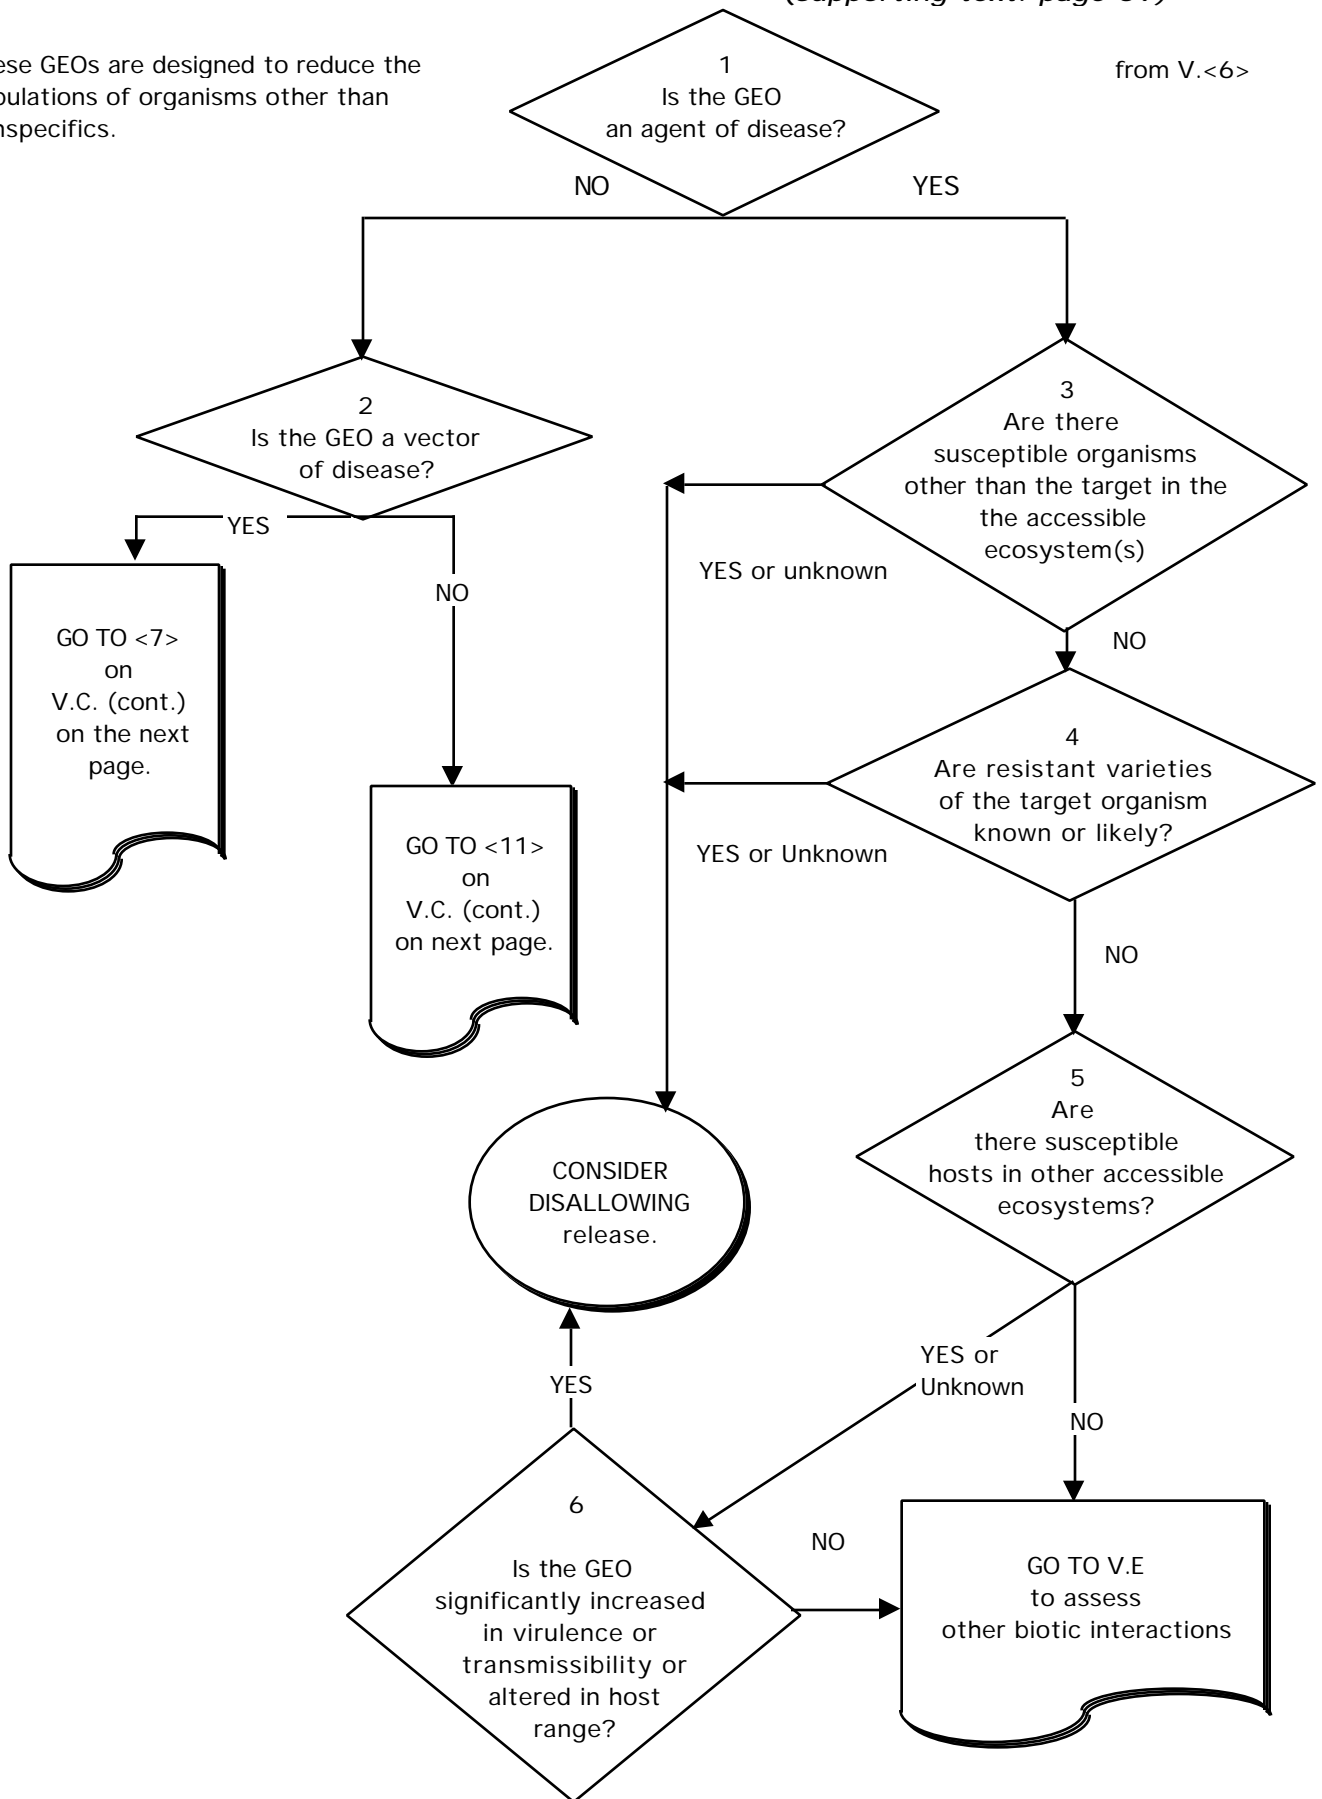 ese GEOs are designed to reduce the
pulations of organisms other than
nspecifics.
from V.<6>
1
Is the GEO
an agent of disease?
NO
YES
2
Is the GEO a vector
of disease?
YES
NO
GO TO <7>
on
V.C. (cont.)
on the next
page.
GO TO <11>
on
V.C. (cont.)
on next page.
3
Are there
susceptible organisms
other than the target in the
the accessible
ecosystem(s)
YES or unknown
NO
4
Are resistant varieties
of the target organism
known or likely?
YES or Unknown
NO
5
Are
there susceptible
hosts in other accessible
ecosystems?
CONSIDER
DISALLOWING
release.
YES or
Unknown
NO
YES
6
Is the GEO
significantly increased
in virulence or
transmissibility or
altered in host
range?
NO
GO TO V.E
to assess
other biotic interactions